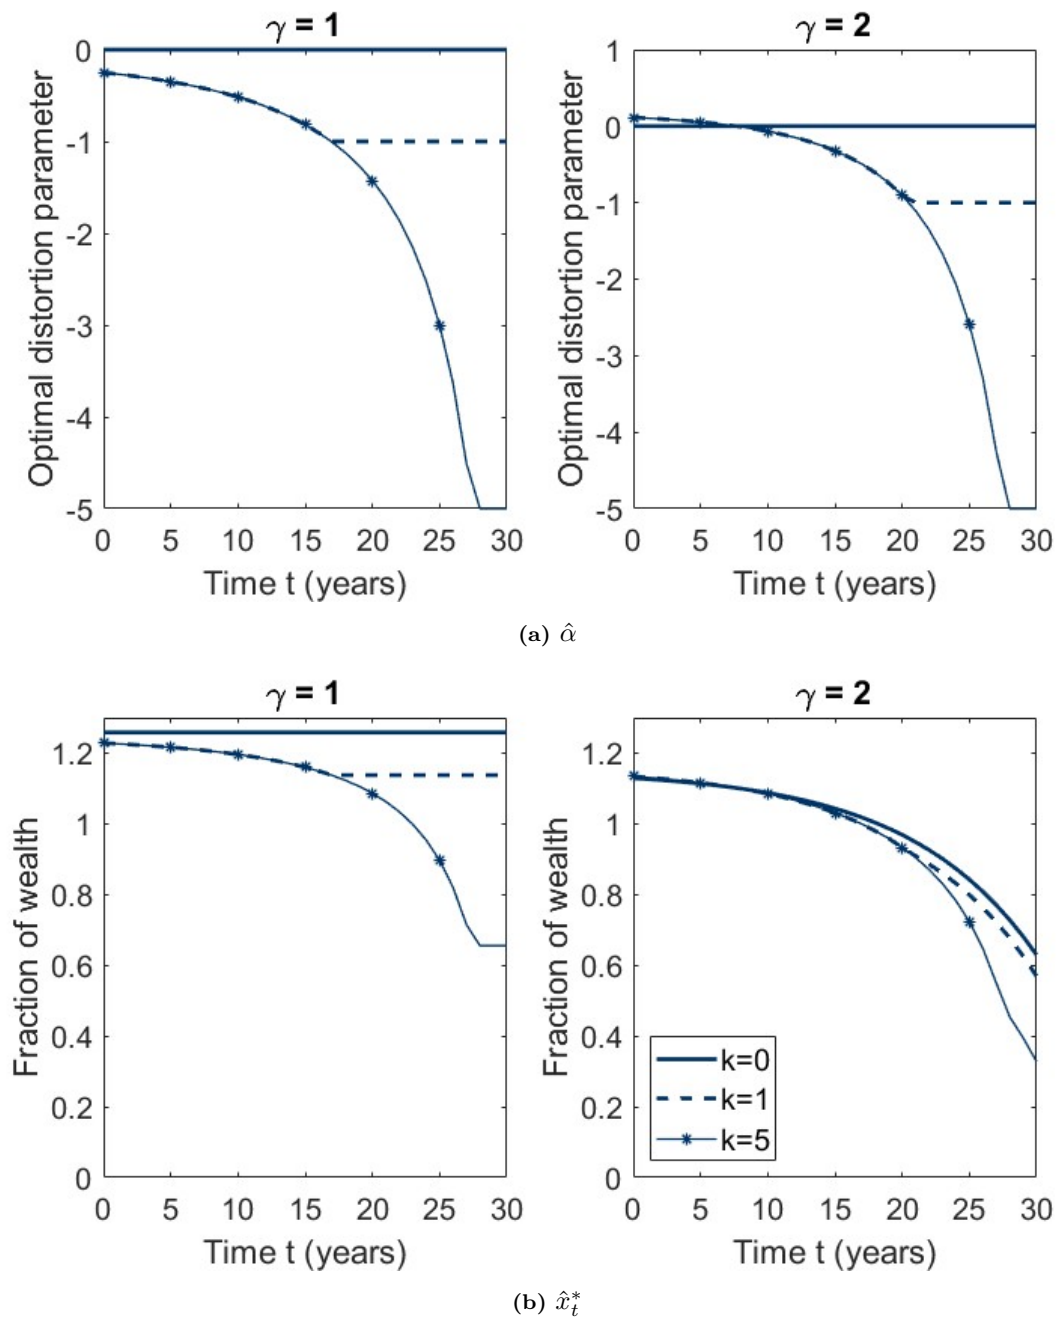 γ = 1
Optimal distortion parameter
0
-1
-2
-3
-4
-5
0 5 10 15 20 25 30
Time t (years)
γ = 2
Optimal distortion parameter
1
0
-1
-2
-3
-4
-5
0 5 10 15 20 25 30
Time t (years)
(a) α̂
γ = 1
Fraction of wealth
1.2
1
0.8
0.6
0.4
0.2
0
0 5 10 15 20 25 30
Time t (years)
γ = 2
Fraction of wealth
1.2
1
0.8
0.6
0.4
0.2
0
k=0
k=1
k=5
0 5 10 15 20 25 30
Time t (years)
(b) x̂*_t